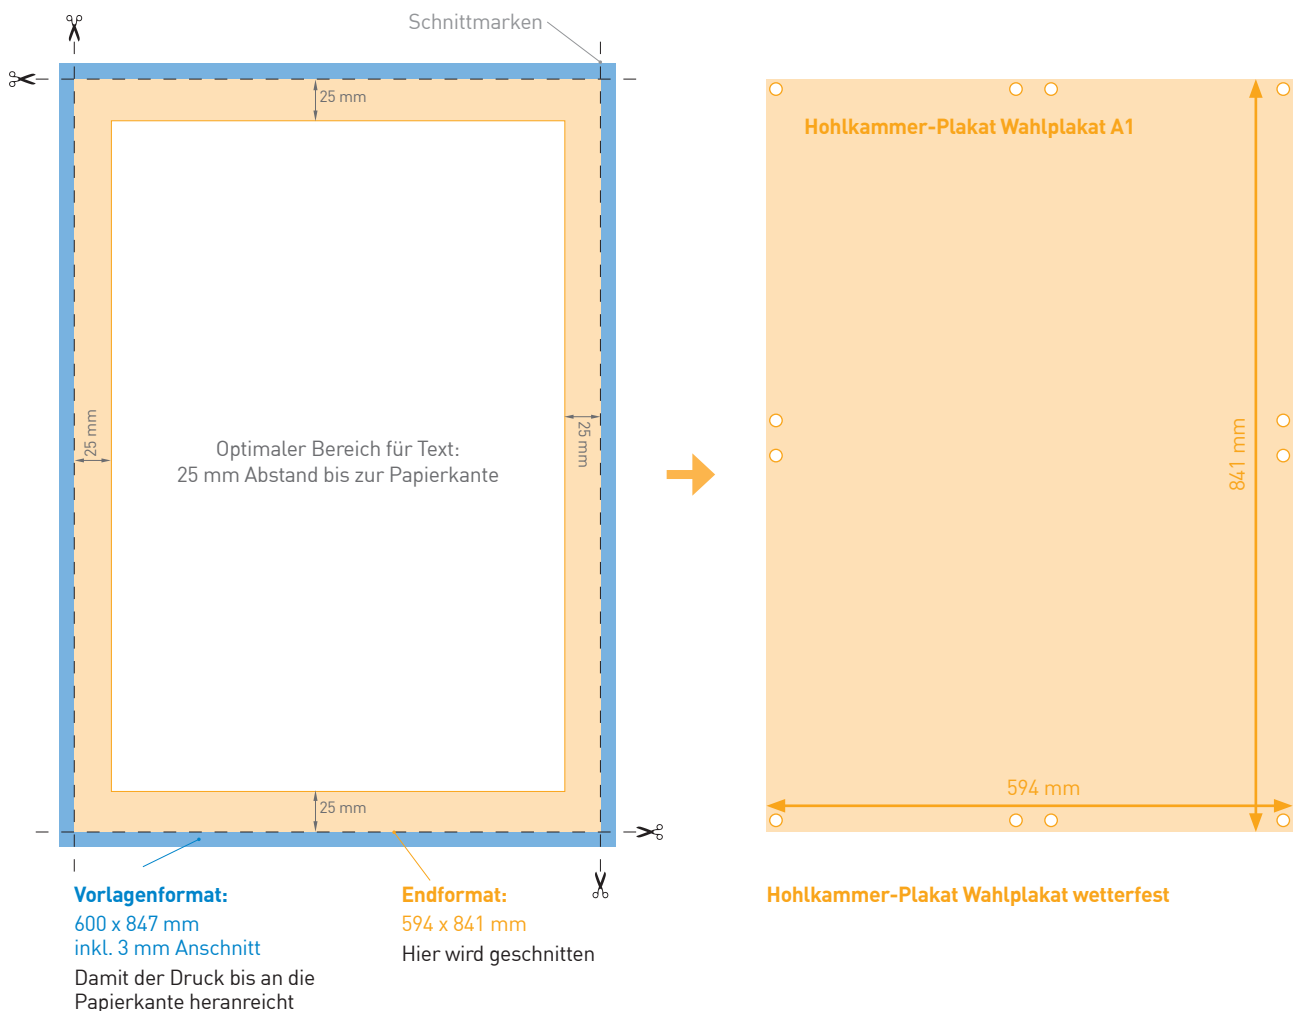 Schnittmarken
25 mm
Hohlkammer-Plakat Wahlplakat A1
25 mm
25 mm
Optimaler Bereich für Text:
25 mm Abstand bis zur Papierkante
841 mm
594 mm
25 mm
Vorlagenformat:
600 x 847 mm
inkl. 3 mm Anschnitt
Damit der Druck bis an die
Papierkante heranreicht
Endformat:
594 x 841 mm
Hier wird geschnitten
Hohlkammer-Plakat Wahlplakat wetterfest